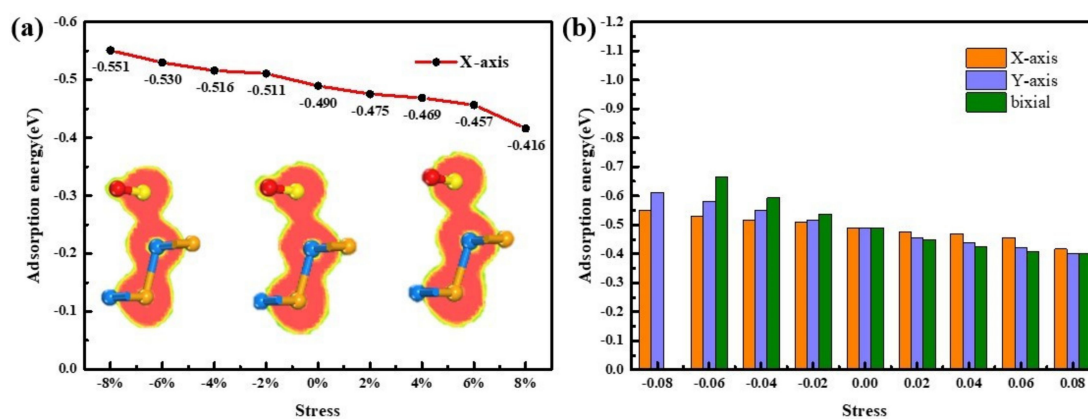 (a)
Adsorption energy(eV)
-0.6
-0.5
-0.4
-0.3
-0.2
-0.1
0.0
X-axis
-0.551
-0.530
-0.516
-0.511
-0.490
-0.475
-0.469
-0.457
-0.416
-8% -6% -4% -2% 0% 2% 4% 6% 8%
Stress
(b)
Adsorption energy(eV)
-1.2
-1.1
-1.0
-0.9
-0.8
-0.7
-0.6
-0.5
-0.4
-0.3
-0.2
-0.1
-0.0
X-axis
Y-axis
bixial
-0.08 -0.06 -0.04 -0.02 0.00 0.02 0.04 0.06 0.08
Stress